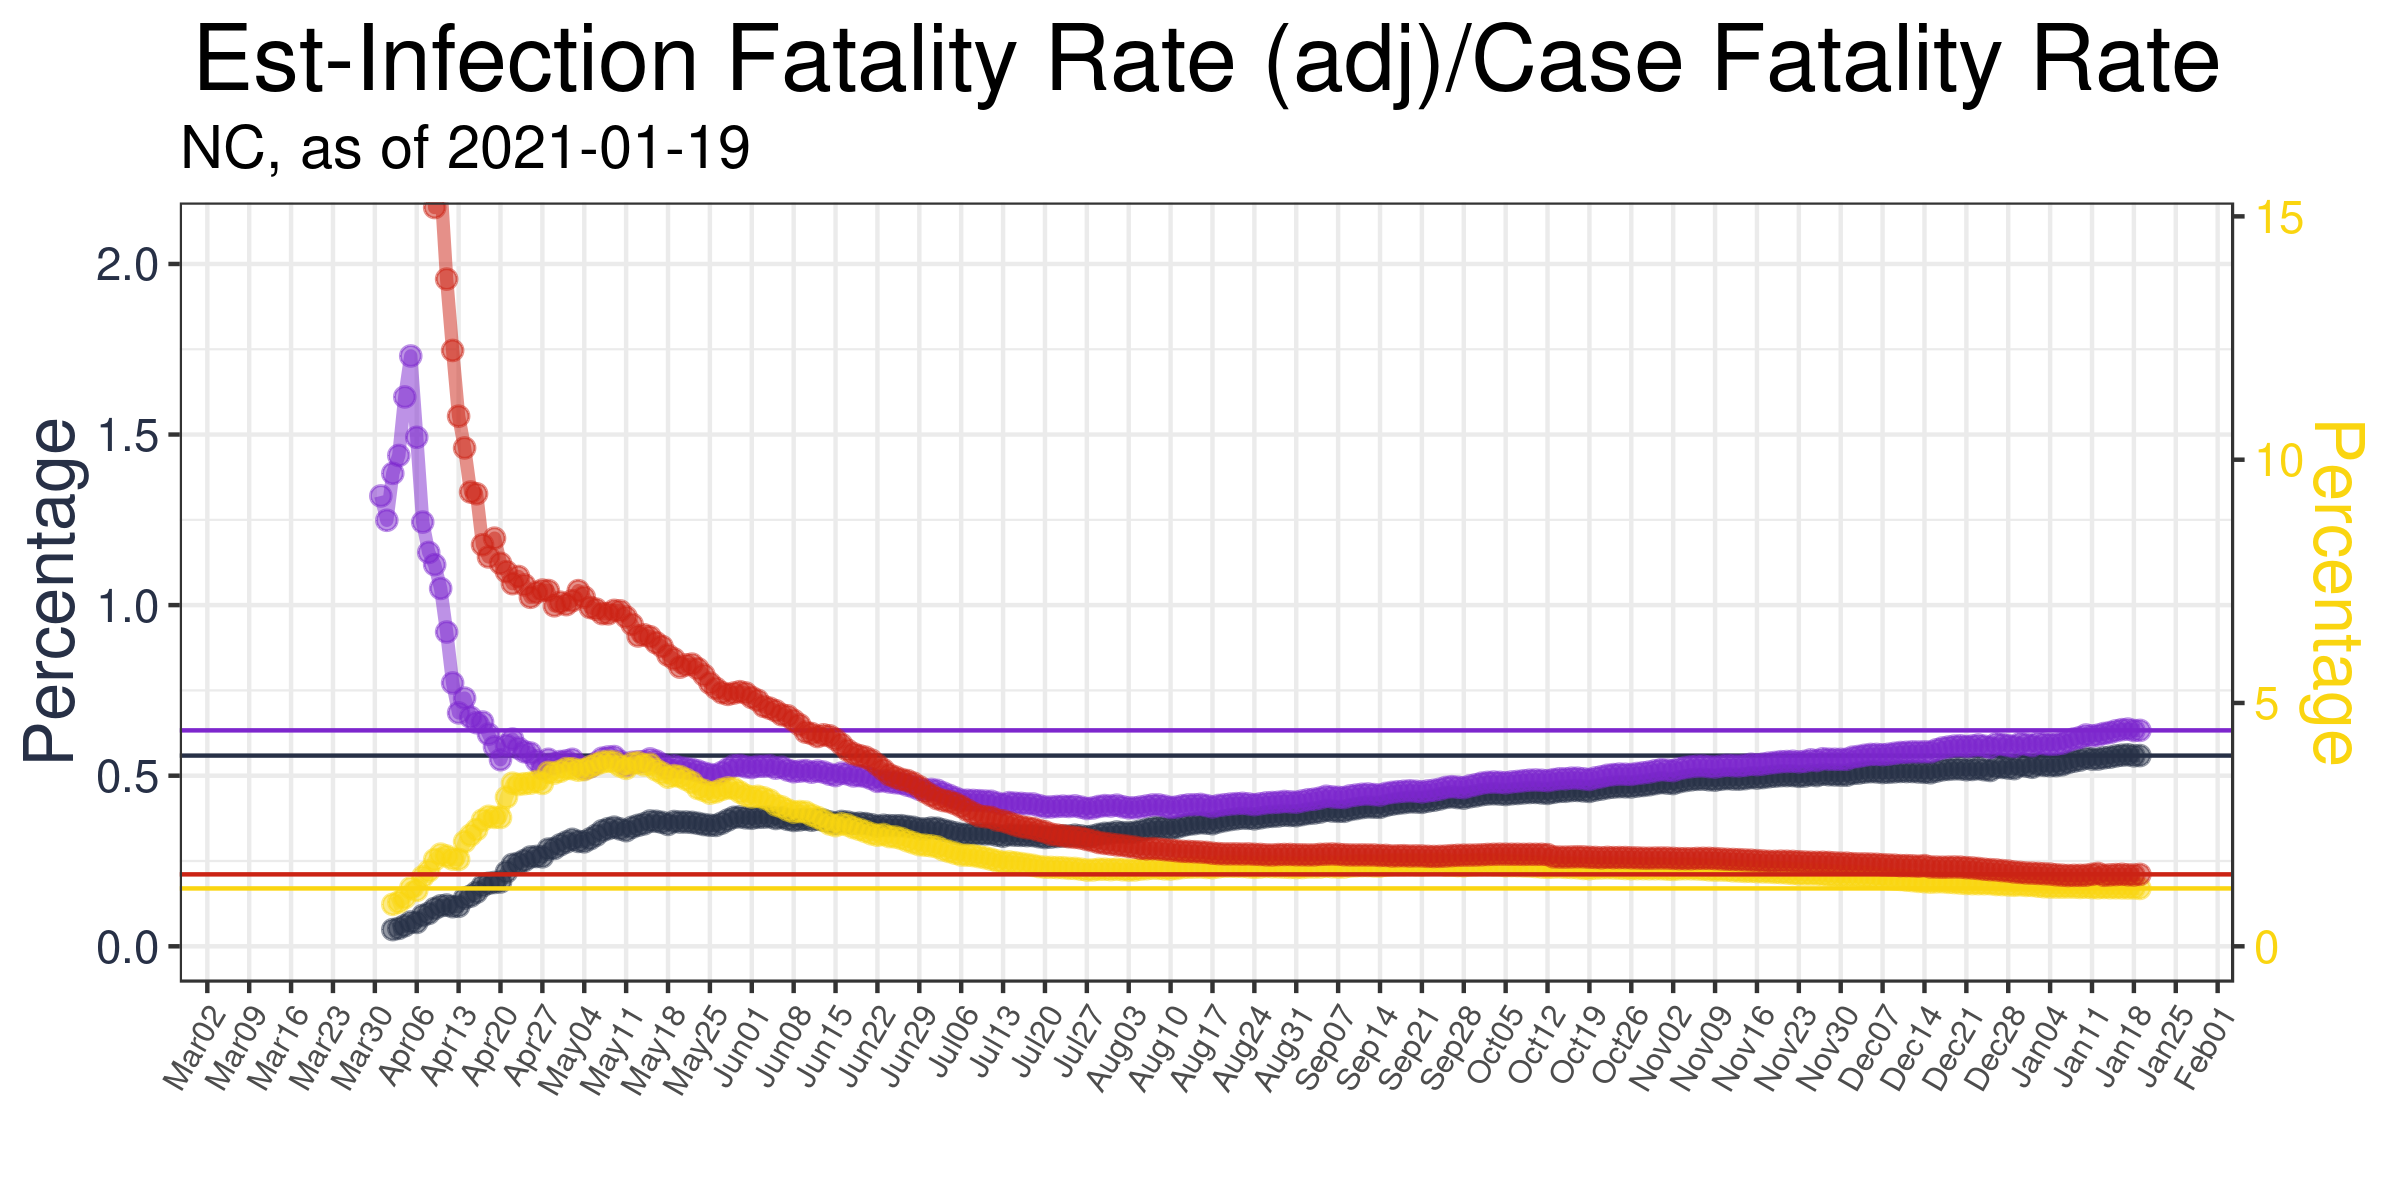 Est-Infection Fatality Rate (adj)/Case Fatality Rate
NC, as of 2021-01-19
Percentage
2.0
1.5
1.0
0.5
0.0
15
10
5
0
Percentage
Mar02
Mar09
Mar16
Mar23
Mar30
Apr06
Apr13
Apr20
Apr27
May04
May11
May18
May25
Jun01
Jun08
Jun15
Jun22
Jun29
Jul06
Jul13
Jul20
Jul27
Aug03
Aug10
Aug17
Aug24
Aug31
Sep07
Sep14
Sep21
Sep28
Oct05
Oct12
Oct19
Oct26
Nov02
Nov09
Nov16
Nov23
Nov30
Dec07
Dec14
Dec21
Dec28
Jan04
Jan11
Jan18
Jan25
Feb01